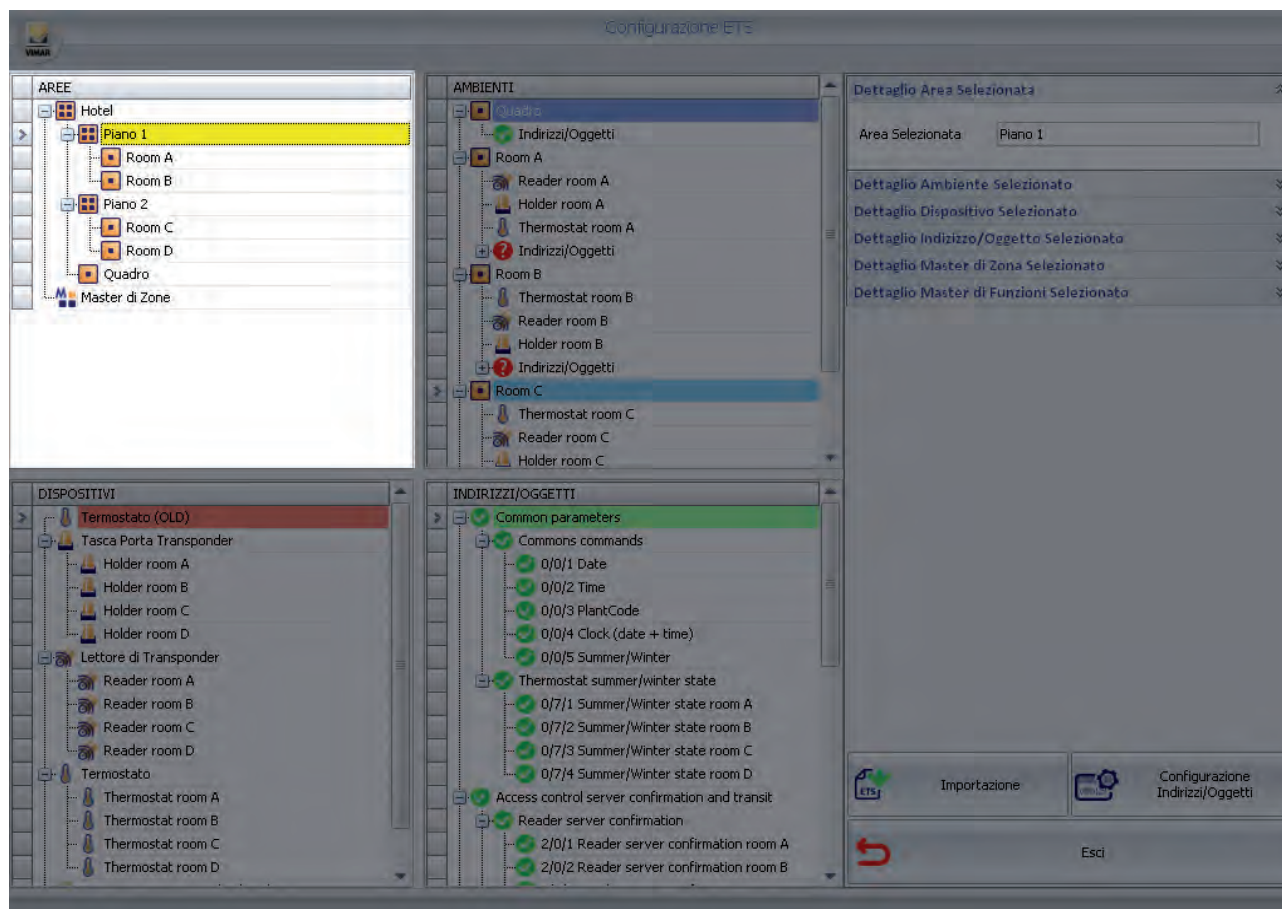 Configurazione ETS
VIMAR
AREE
Hotel
Piano 1
Room A
Room B
Piano 2
Room C
Room D
Quadro
Master di Zone
AMBIENTI
Quadro
Indirizzi/Oggetti
Room A
Reader room A
Holder room A
Thermostat room A
Indirizzi/Oggetti
Room B
Thermostat room B
Reader room B
Holder room B
Indirizzi/Oggetti
Room C
Thermostat room C
Reader room C
Holder room C
Dettaglio Area Selezionata
Area Selezionata Piano 1
Dettaglio Ambiente Selezionato
Dettaglio Dispositivo Selezionato
Dettaglio Indizizzo/Oggetto Selezionato
Dettaglio Master di Zona Selezionato
Dettaglio Master di Funzioni Selezionato
DISPOSITIVI
Termostato (OLD)
Tasca Porta Transponder
Holder room A
Holder room B
Holder room C
Holder room D
Lettore di Transponder
Reader room A
Reader room B
Reader room C
Reader room D
Termostato
Thermostat room A
Thermostat room B
Thermostat room C
Thermostat room D
INDIRIZZI/OGGETTI
Common parameters
Commons commands
0/0/1 Date
0/0/2 Time
0/0/3 PlantCode
0/0/4 Clock (date + time)
0/0/5 Summer/Winter
Thermostat summer/winter state
0/7/1 Summer/Winter state room A
0/7/2 Summer/Winter state room B
0/7/3 Summer/Winter state room C
0/7/4 Summer/Winter state room D
Access control server confirmation and transit
Reader server confirmation
2/0/1 Reader server confirmation room A
2/0/2 Reader server confirmation room B
ETS
Importazione
Configurazione
Indirizzi/Oggetti
Esci